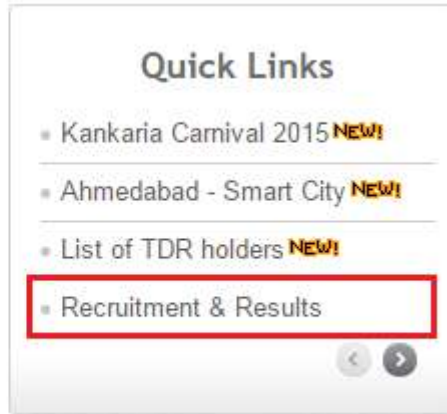 Quick Links
Kankaria Carnival 2015 NEW!
Ahmedabad - Smart City NEW!
List of TDR holders NEW!
Recruitment & Results